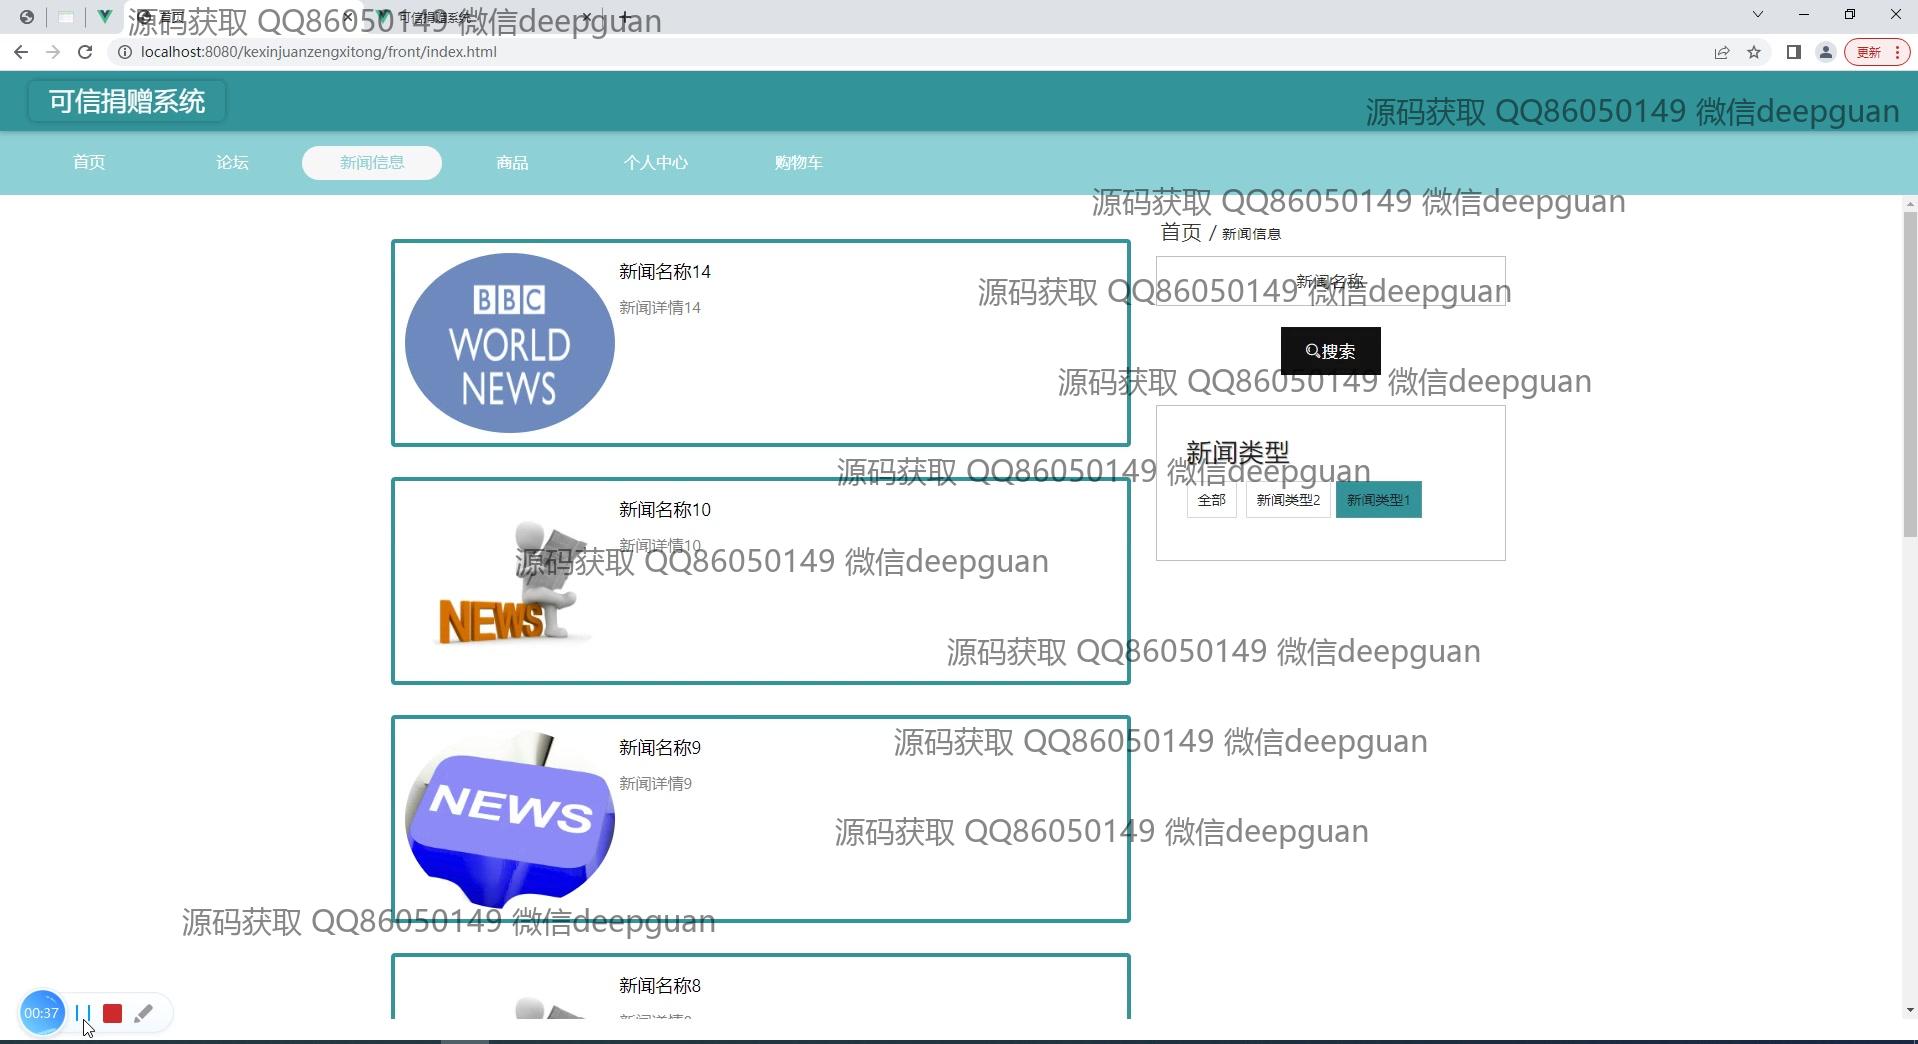 首页
可信捐赠系统
源码获取 QQ86050149 微信deepguan
localhost:8080/kexinjuanzengxitong/front/index.html
更新
可信捐赠系统
源码获取 QQ86050149 微信deepguan
首页 论坛 新闻信息 商品 个人中心 购物车
源码获取 QQ86050149 微信deepguan
首页 / 新闻信息
新闻名称14
新闻详情14
BBC
WORLD
NEWS
新闻名称
源码获取 QQ86050149 微信deepguan
搜索
源码获取 QQ86050149 微信deepguan
新闻类型
源码获取 QQ86050149 微信deepguan
全部 新闻类型2 新闻类型1
新闻名称10
新闻详情10
源码获取 QQ86050149 微信deepguan
NEWS
源码获取 QQ86050149 微信deepguan
新闻名称9
新闻详情9
源码获取 QQ86050149 微信deepguan
NEWS
源码获取 QQ86050149 微信deepguan
源码获取 QQ86050149 微信deepguan
新闻名称8
00:37